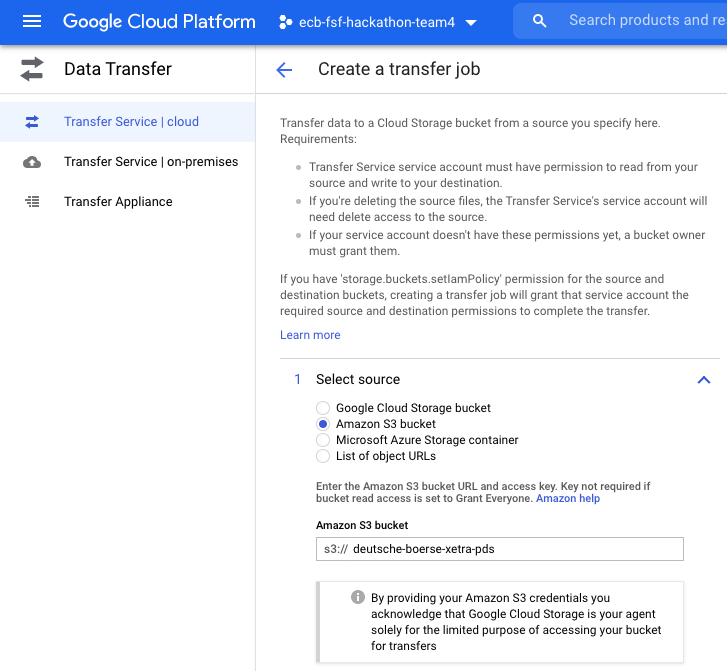 Google Cloud Platform
ecb-fsf-hackathon-team4
Search products and re
Data Transfer
Create a transfer job
Transfer Service | cloud
Transfer Service | on-premises
Transfer Appliance
Transfer data to a Cloud Storage bucket from a source you specify here.
Requirements:
Transfer Service service account must have permission to read from your
source and write to your destination.
If you're deleting the source files, the Transfer Service's service account will
need delete access to the source.
If your service account doesn't have these permissions yet, a bucket owner
must grant them.
If you have 'storage.buckets.setIamPolicy' permission for the source and
destination buckets, creating a transfer job will grant that service account the
required source and destination permissions to complete the transfer.
Learn more
1 Select source
Google Cloud Storage bucket
Amazon S3 bucket
Microsoft Azure Storage container
List of object URLs
Enter the Amazon S3 bucket URL and access key. Key not required if
bucket read access is set to Grant Everyone. Amazon help
Amazon S3 bucket
s3:// deutsche-boerse-xetra-pds
By providing your Amazon S3 credentials you
acknowledge that Google Cloud Storage is your agent
solely for the limited purpose of accessing your bucket
for transfers